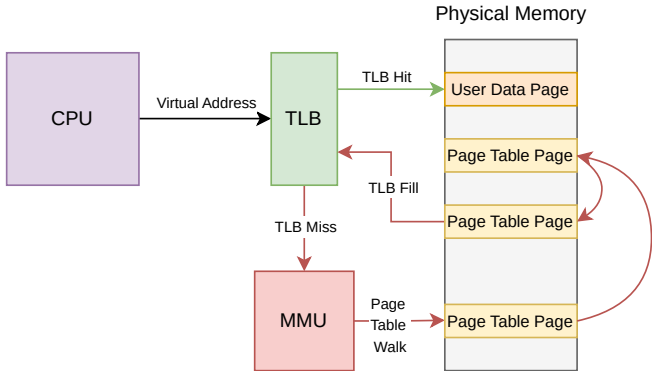 Physical Memory
CPU
Virtual Address
TLB
TLB Hit
User Data Page
Page Table Page
TLB Fill
Page Table Page
TLB Miss
MMU
Page
Table
Walk
Page Table Page